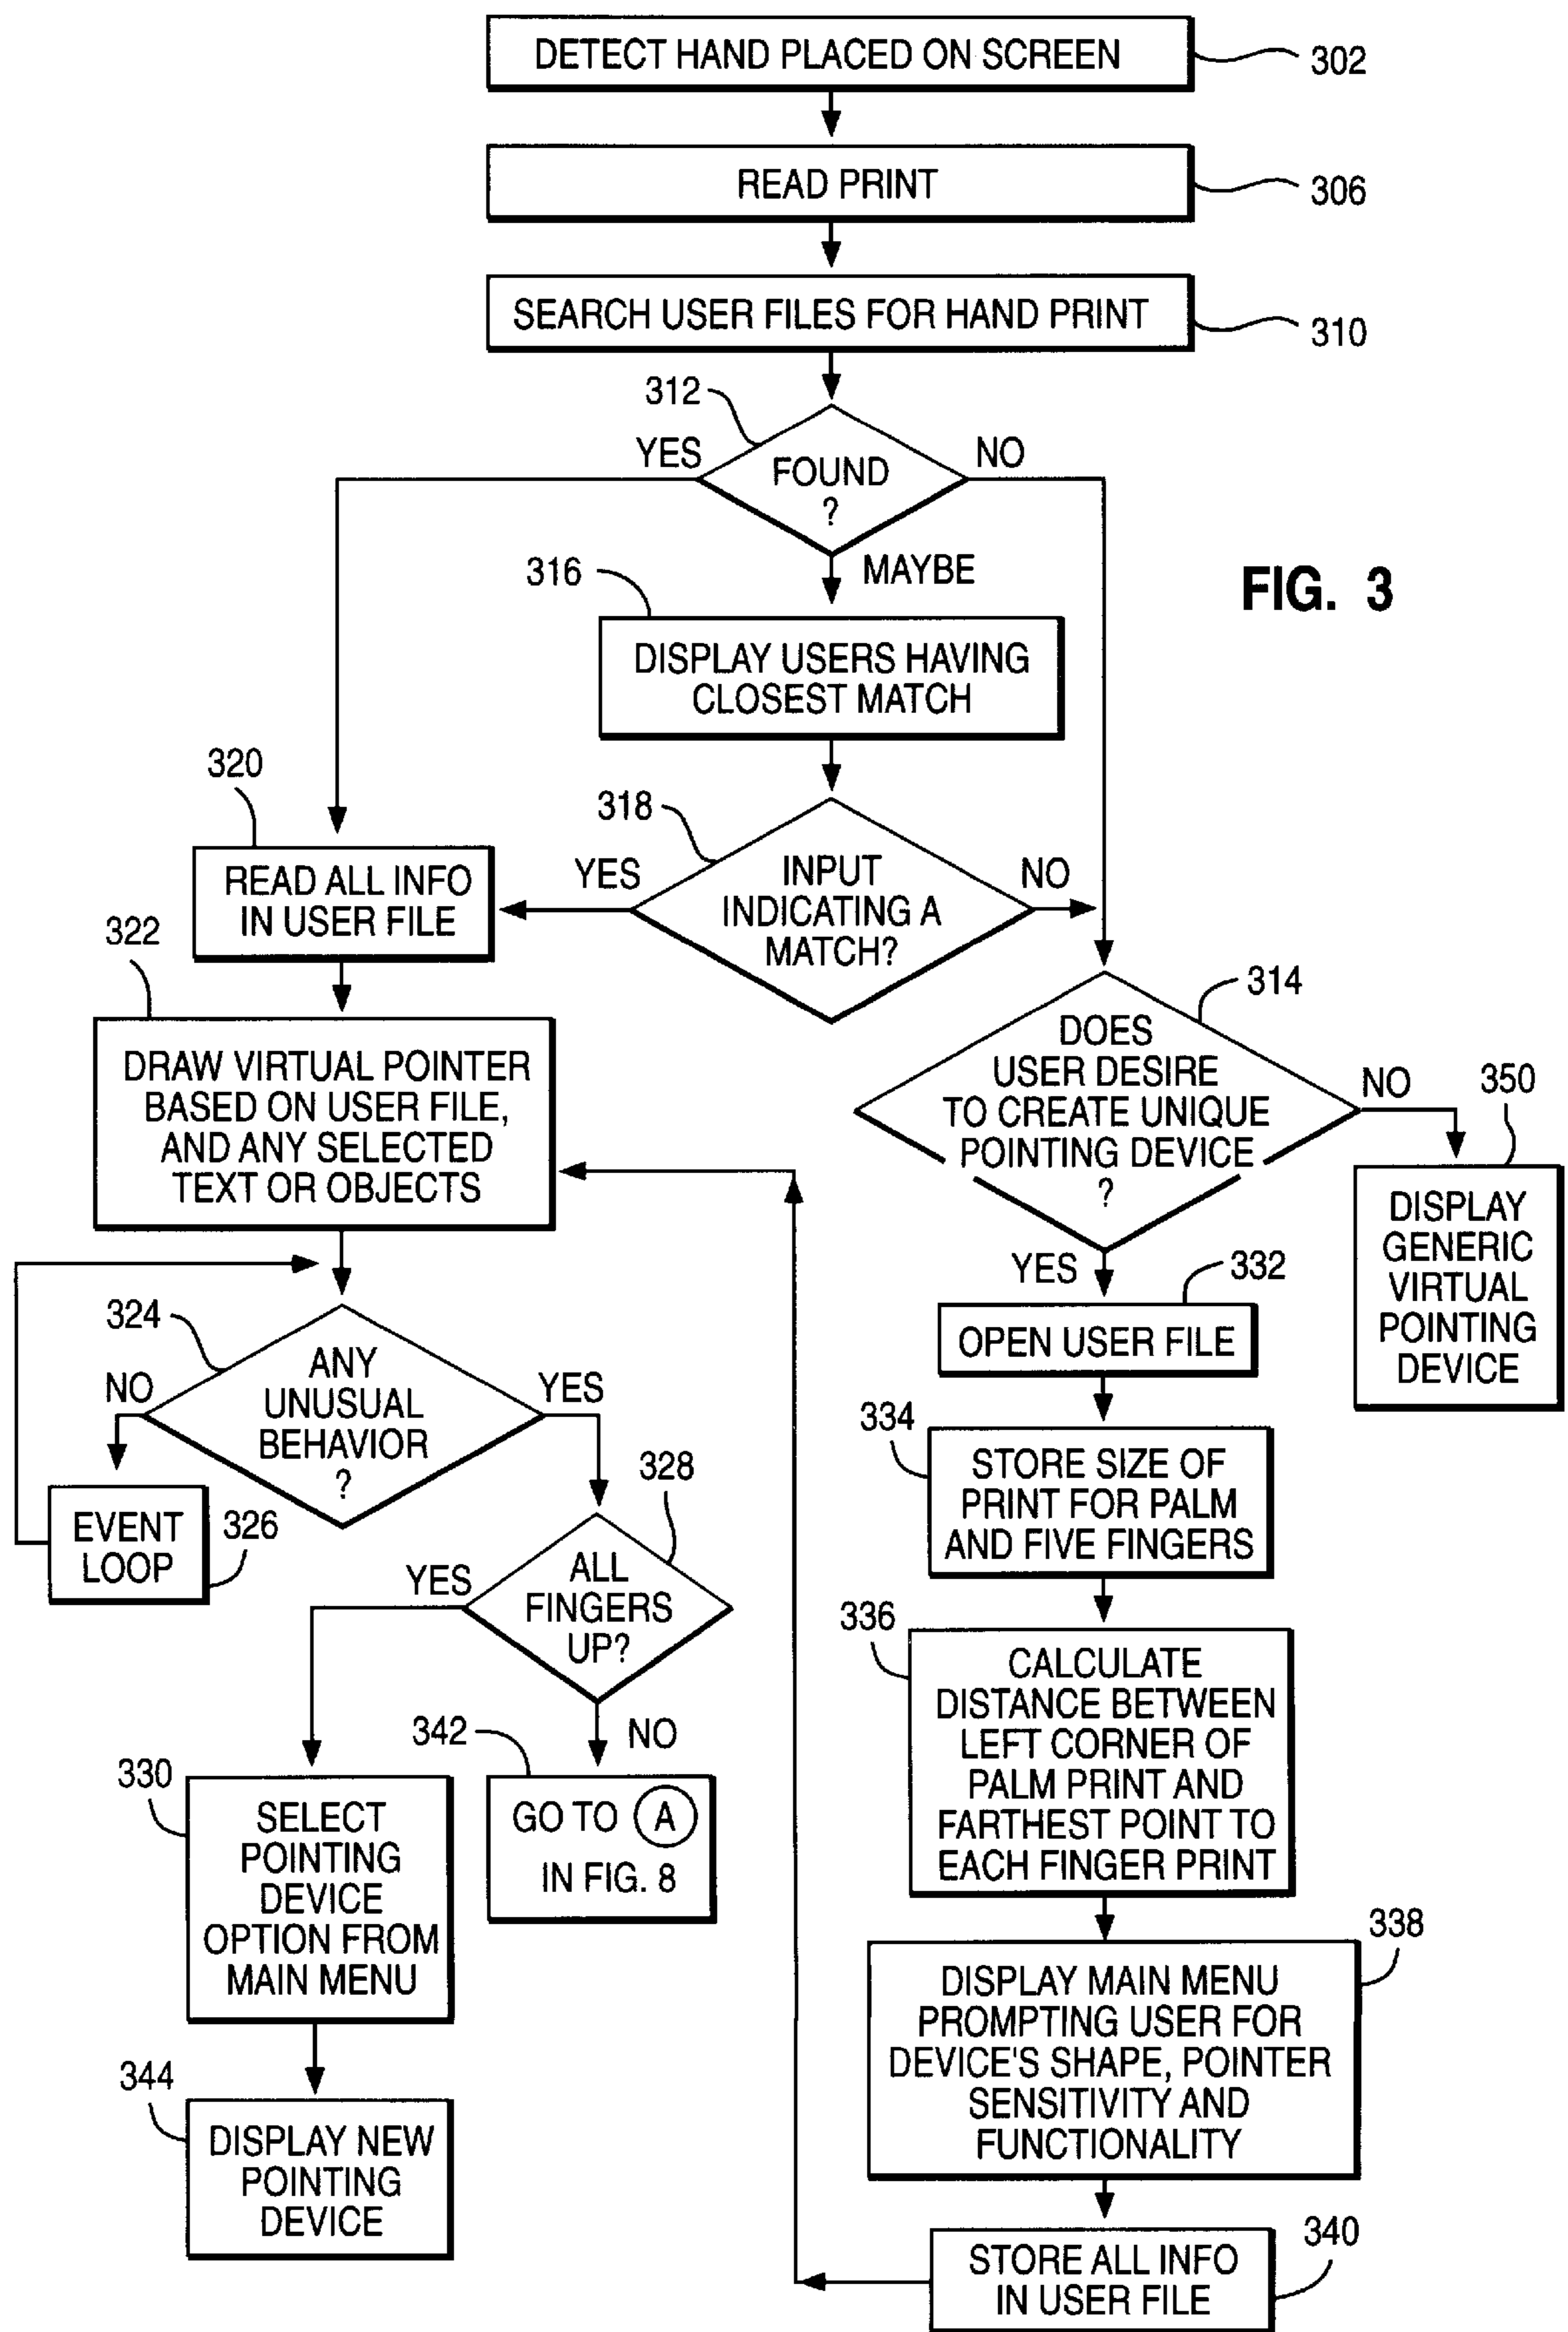 DETECT HAND PLACED ON SCREEN
302
READ PRINT
306
SEARCH USER FILES FOR HAND PRINT
310
312
YES
NO
FOUND
?
MAYBE
FIG. 3
316
DISPLAY USERS HAVING
CLOSEST MATCH
320
318
READ ALL INFO
IN USER FILE
YES
INPUT
INDICATING A
MATCH?
NO
322
314
DRAW VIRTUAL POINTER
BASED ON USER FILE,
AND ANY SELECTED
TEXT OR OBJECTS
DOES
USER DESIRE
TO CREATE UNIQUE
POINTING DEVICE
?
NO
350
DISPLAY
GENERIC
VIRTUAL
POINTING
DEVICE
YES
332
OPEN USER FILE
324
NO
ANY
UNUSUAL
BEHAVIOR
?
YES
334
STORE SIZE OF
PRINT FOR PALM
AND FIVE FINGERS
328
EVENT
LOOP
326
YES
ALL
FINGERS
UP?
336
CALCULATE
DISTANCE BETWEEN
LEFT CORNER OF
PALM PRINT AND
FARTHEST POINT TO
EACH FINGER PRINT
342
NO
330
SELECT
POINTING
DEVICE
OPTION FROM
MAIN MENU
GO TO A
IN FIG. 8
338
DISPLAY MAIN MENU
PROMPTING USER FOR
DEVICE'S SHAPE, POINTER
SENSITIVITY AND
FUNCTIONALITY
344
DISPLAY NEW
POINTING
DEVICE
340
STORE ALL INFO
IN USER FILE